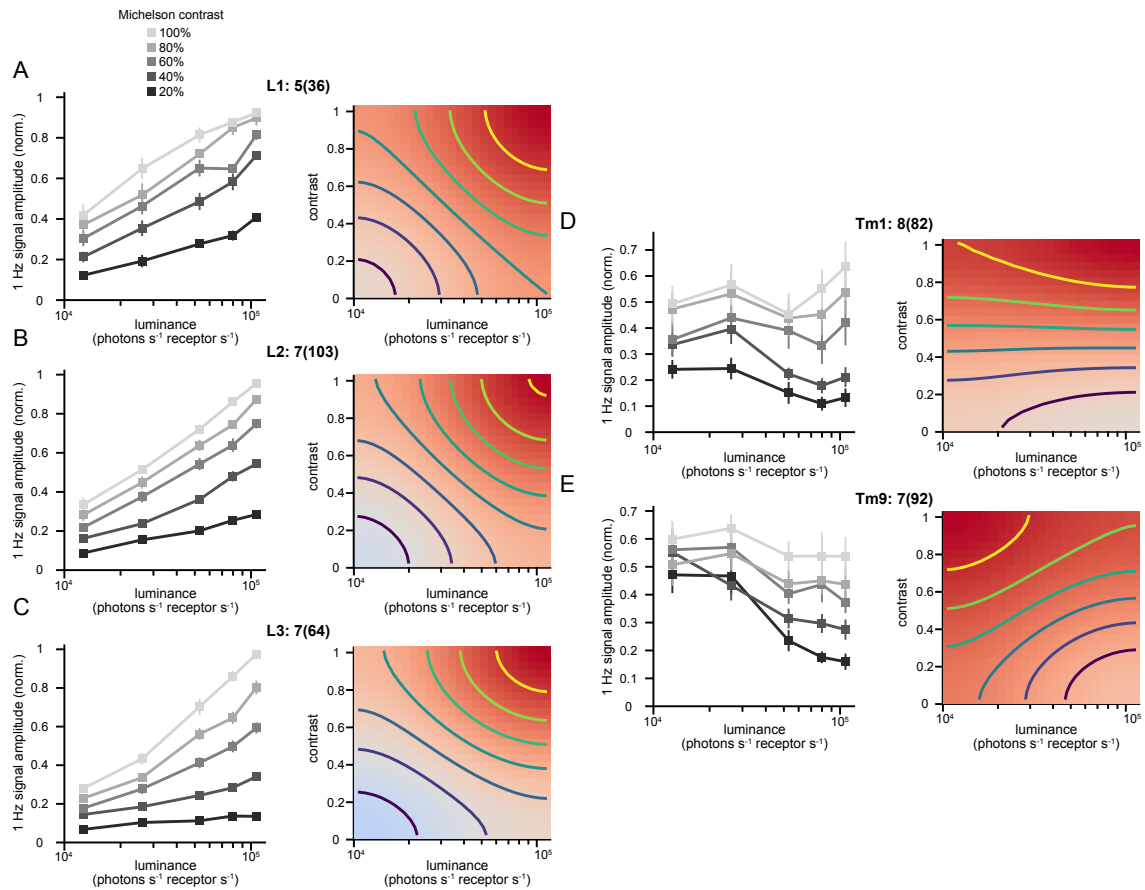 Michelson contrast
100%
80%
60%
40%
20%
A
L1: 5(36)
1 Hz signal amplitude (norm.)
1
0.8
0.6
0.4
0.2
0
10⁴
10⁵
luminance
(photons s⁻¹ receptor s⁻¹)
contrast
1
0.8
0.6
0.4
0.2
0
10⁴
10⁵
luminance
(photons s⁻¹ receptor s⁻¹)
B
L2: 7(103)
1 Hz signal amplitude (norm.)
1
0.8
0.6
0.4
0.2
0
10⁴
10⁵
luminance
(photons s⁻¹ receptor s⁻¹)
contrast
1
0.8
0.6
0.4
0.2
0
10⁴
10⁵
luminance
(photons s⁻¹ receptor s⁻¹)
C
L3: 7(64)
1 Hz signal amplitude (norm.)
1
0.8
0.6
0.4
0.2
0
10⁴
10⁵
luminance
(photons s⁻¹ receptor s⁻¹)
contrast
1
0.8
0.6
0.4
0.2
0
10⁴
10⁵
luminance
(photons s⁻¹ receptor s⁻¹)
D
Tm1: 8(82)
1 Hz signal amplitude (norm.)
0.7
0.6
0.5
0.4
0.3
0.2
0.1
0
10⁴
10⁵
luminance
(photons s⁻¹ receptor s⁻¹)
contrast
1
0.8
0.6
0.4
0.2
0
10⁴
10⁵
luminance
(photons s⁻¹ receptor s⁻¹)
E
Tm9: 7(92)
1 Hz signal amplitude (norm.)
0.7
0.6
0.5
0.4
0.3
0.2
0.1
0
10⁴
10⁵
luminance
(photons s⁻¹ receptor s⁻¹)
contrast
1
0.8
0.6
0.4
0.2
0
10⁴
10⁵
luminance
(photons s⁻¹ receptor s⁻¹)